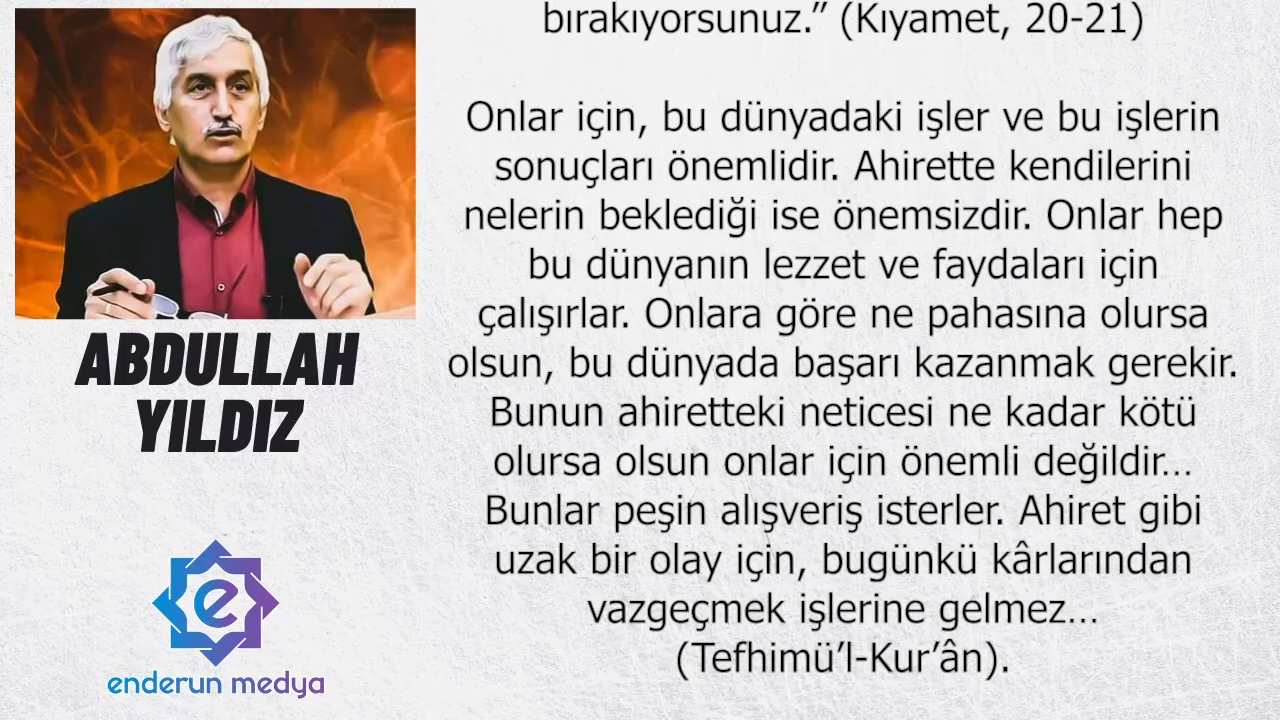 bırakıyorsunuz.” (Kıyamet, 20-21)
Onlar için, bu dünyadaki işler ve bu işlerin
sonuçları önemlidir. Ahirette kendilerini
nelerin beklediği ise önemsizdir. Onlar hep
bu dünyanın lezzet ve faydaları için
çalışırlar. Onlara göre ne pahasına olursa
olsun, bu dünyada başarı kazanmak gerekir.
Bunun ahiretteki neticesi ne kadar kötü
olursa olsun onlar için önemli değildir…
Bunlar peşin alışveriş isterler. Ahiret gibi
uzak bir olay için, bugünkü kârlarından
vazgeçmek işlerine gelmez…
(Tefhimü’l-Kur’ân).
ABDULLAH
YILDIZ
e
enderun medya